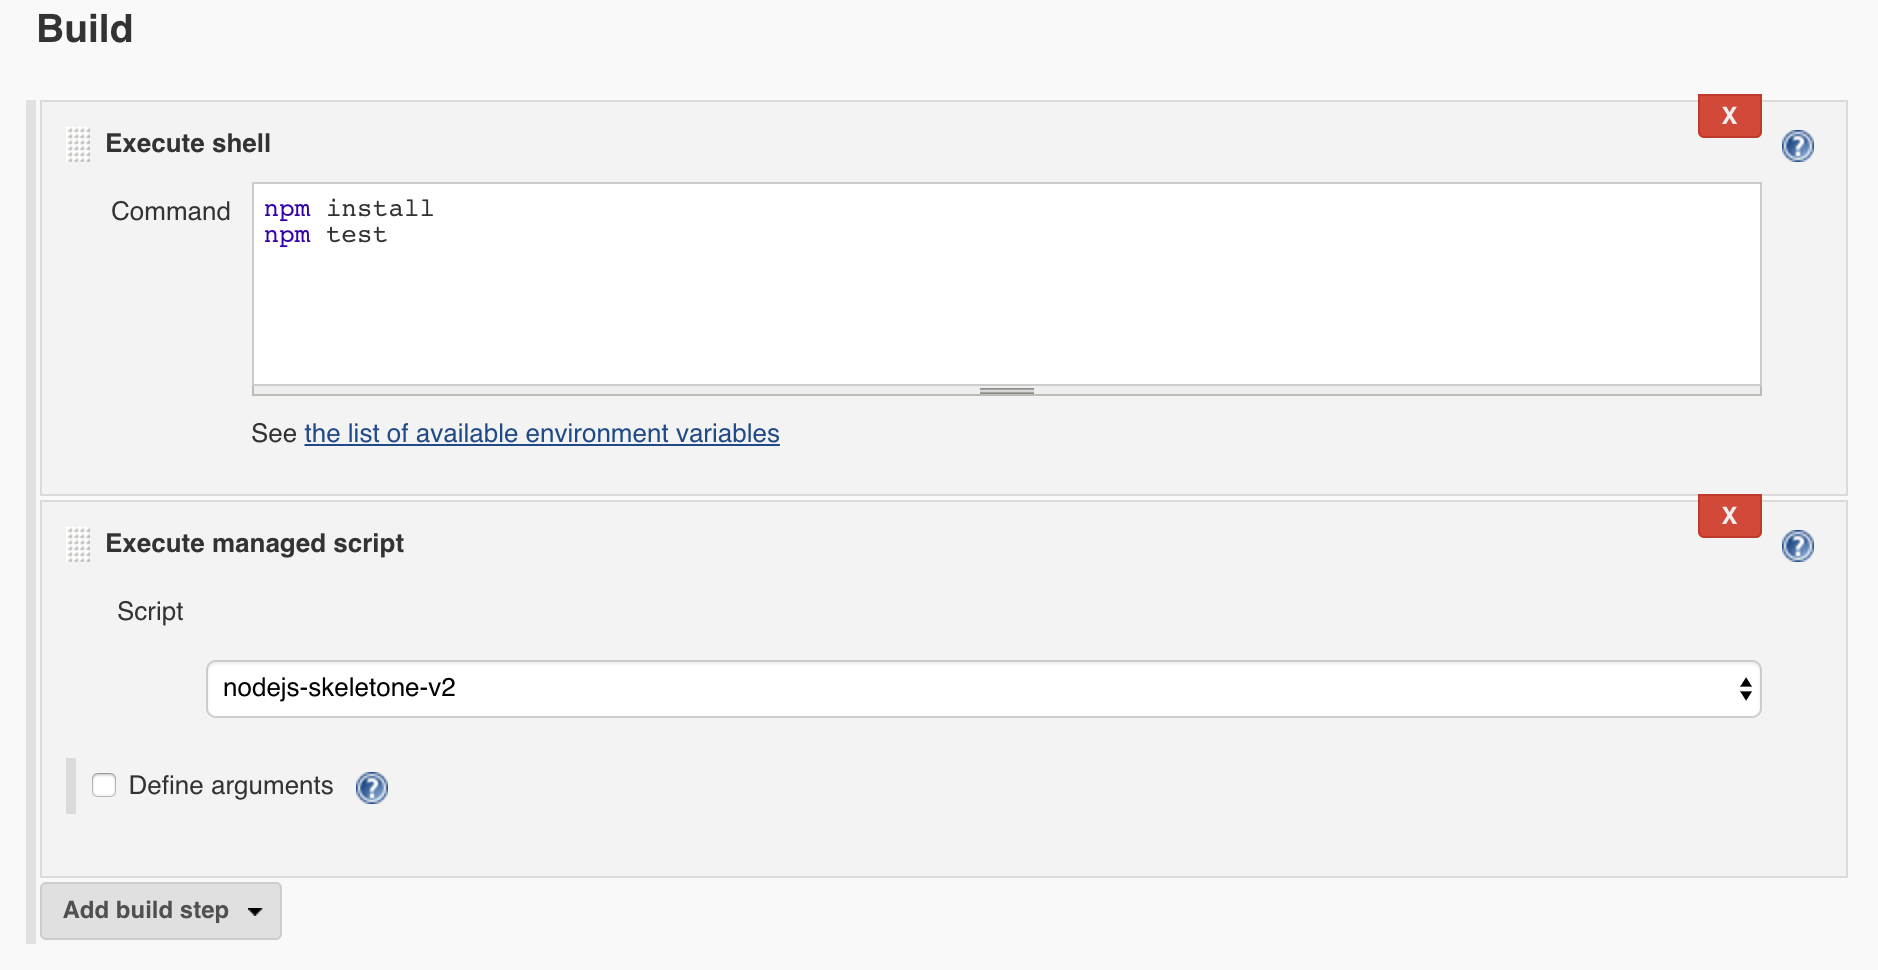 Build
X
Execute shell
?
Command
npm install
npm test
See the list of available environment variables
X
Execute managed script
?
Script
nodejs-skeletone-v2
Define arguments ?
Add build step